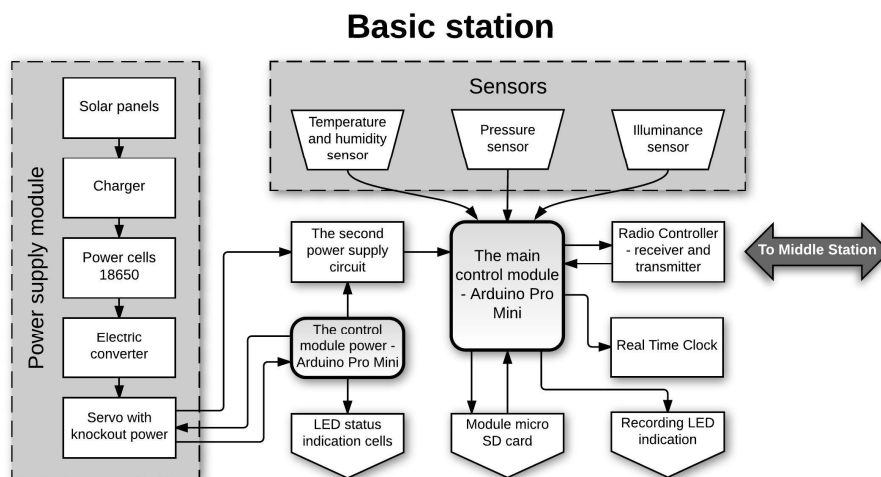 Basic station
Power supply module
Solar panels
Charger
Power cells
18650
Electric
converter
Servo with
knockout power
Sensors
Temperature
and humidity
sensor
Pressure
sensor
Illuminance
sensor
The second
power supply
circuit
The main
control module
- Arduino Pro
Mini
Radio Controller
- receiver and
transmitter
To Middle Station
The control
module power -
Arduino Pro Mini
Real Time Clock
LED status
indication cells
Module micro
SD card
Recording LED
indication